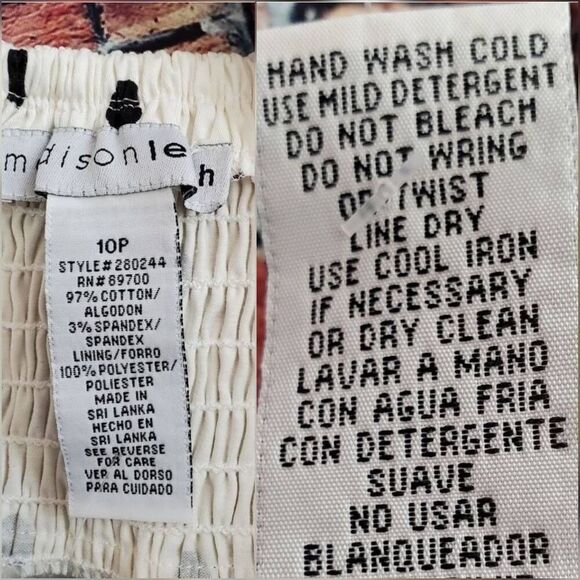 m disonle h
10P
STYLE#280244
RN#89700
97% COTTON/
ALGODON
3% SPANDEX/
SPANDEX
LINING/FORRO
100% POLYESTER/
POLIESTER
MADE IN
SRI LANKA
HECHO EN
SRI LANKA
SEE REVERSE
FOR CARE
VER AL DORSO
PARA CUIDADO
HAND WASH COLD
USE MILD DETERGENT
DO NOT BLEACH
DO NOT WRING
OR TWIST
LINE DRY
USE COOL IRON
IF NECESSARY
OR DRY CLEAN
LAVAR A MANO
CON AGUA FRIA
CON DETERGENTE
SUAVE
NO USAR
BLANQUEADOR